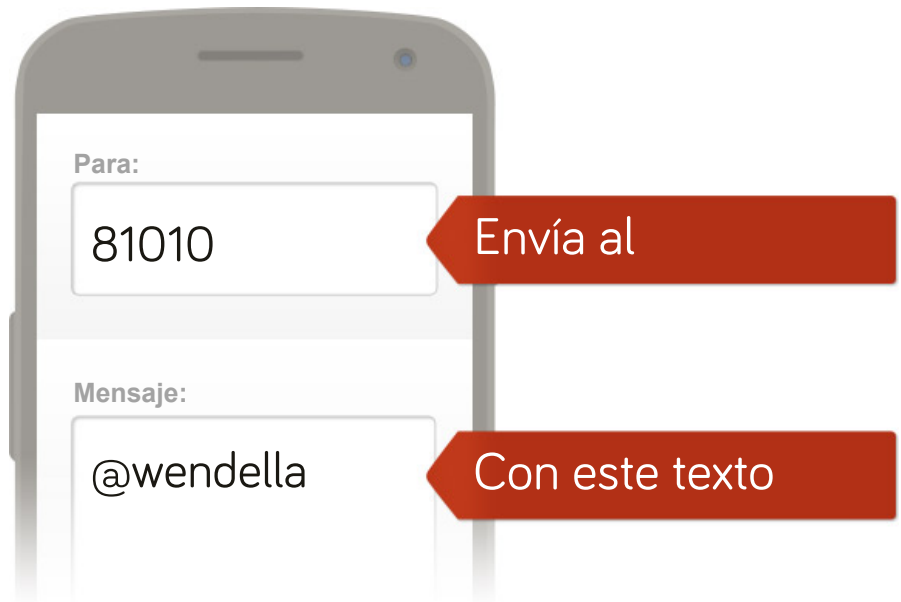 Para:
81010
Envía al
Mensaje:
@wendella
Con este texto